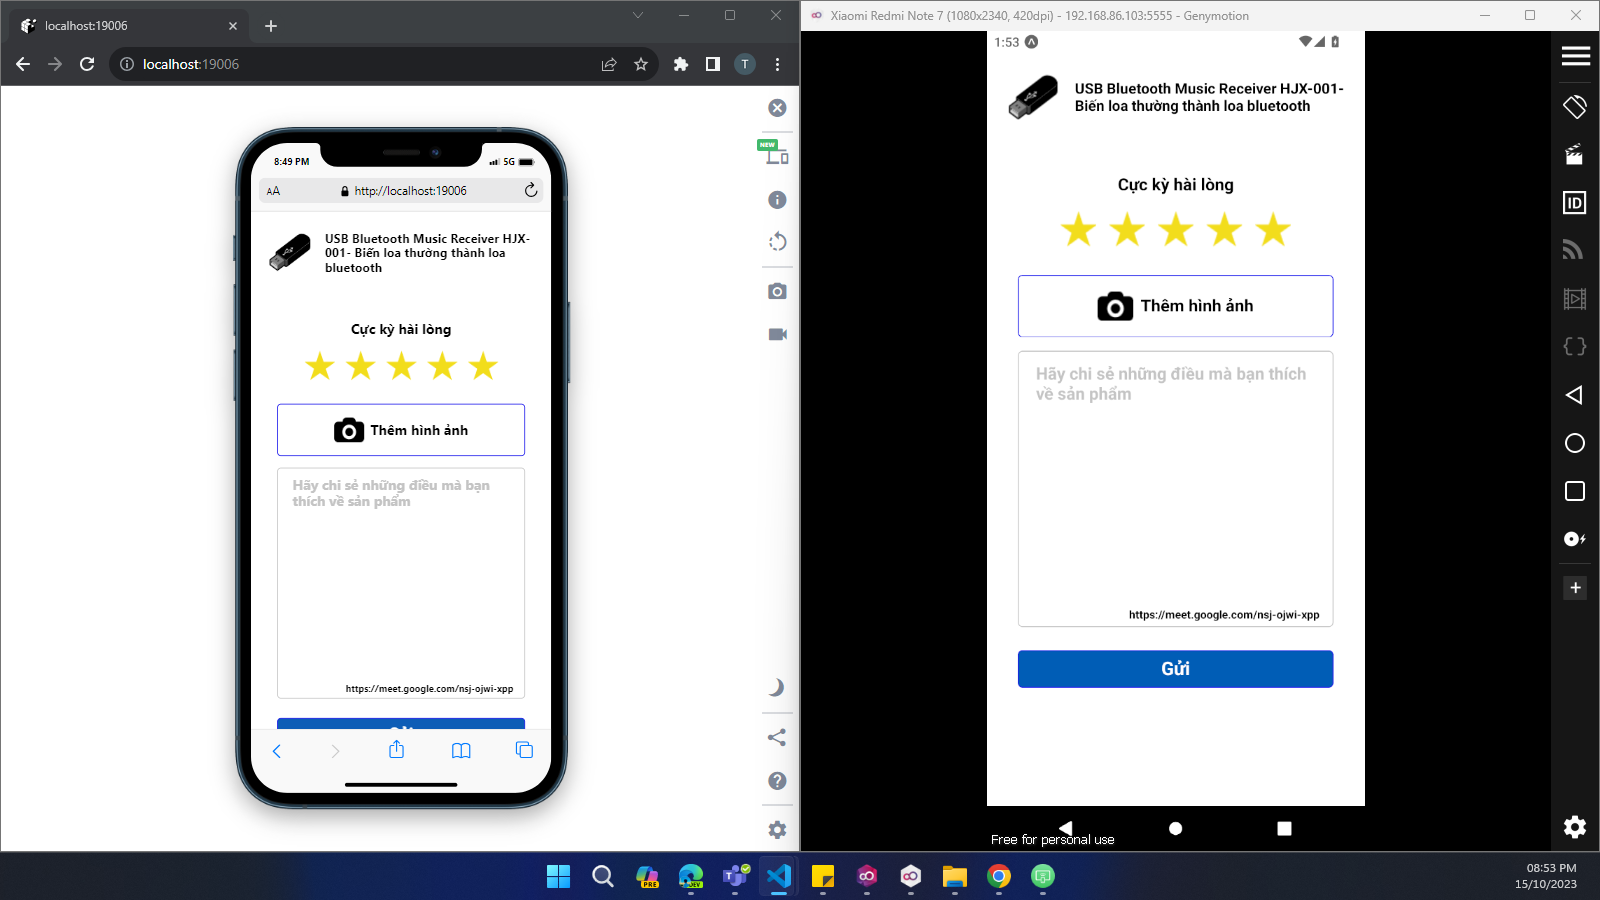 localhost:19006
localhost:19006
NEW
8:49 PM
5G
AA
http://localhost:19006
USB Bluetooth Music Receiver HJX-
001- Biến loa thường thành loa
bluetooth
Cực kỳ hài lòng
Thêm hình ảnh
Hãy chi sẻ những điều mà bạn
thích về sản phẩm
https://meet.google.com/nsj-ojwi-xpp
Xiaomi Redmi Note 7 (1080x2340, 420dpi) - 192.168.86.103:5555 - Genymotion
1:53
USB Bluetooth Music Receiver HJX-001-
Biến loa thường thành loa bluetooth
Cực kỳ hài lòng
Thêm hình ảnh
Hãy chi sẻ những điều mà bạn thích
về sản phẩm
https://meet.google.com/nsj-ojwi-xpp
Gửi
Free for personal use
ID
T
PRE
DEV
08:53 PM
15/10/2023